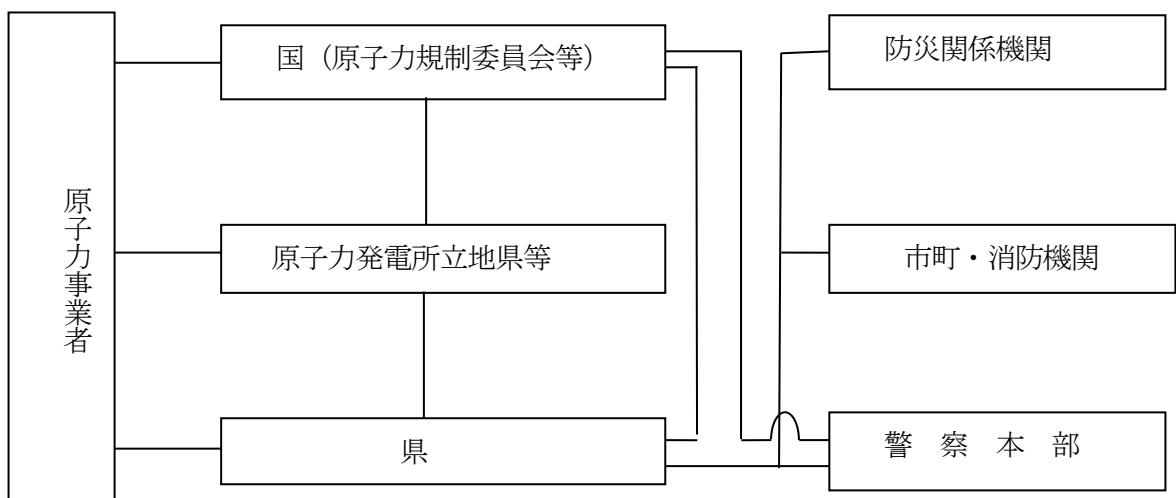 原子力事業者
国（原子力規制委員会等）
防災関係機関
原子力発電所立地県等
市町・消防機関
県
警察本部